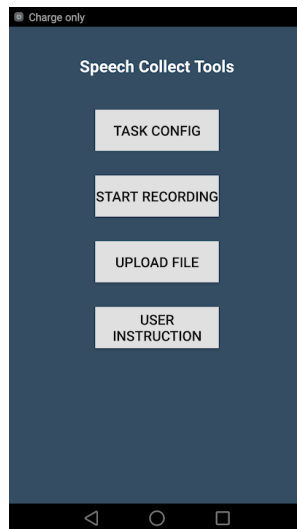 Charge only
Speech Collect Tools
TASK CONFIG
START RECORDING
UPLOAD FILE
USER
INSTRUCTION